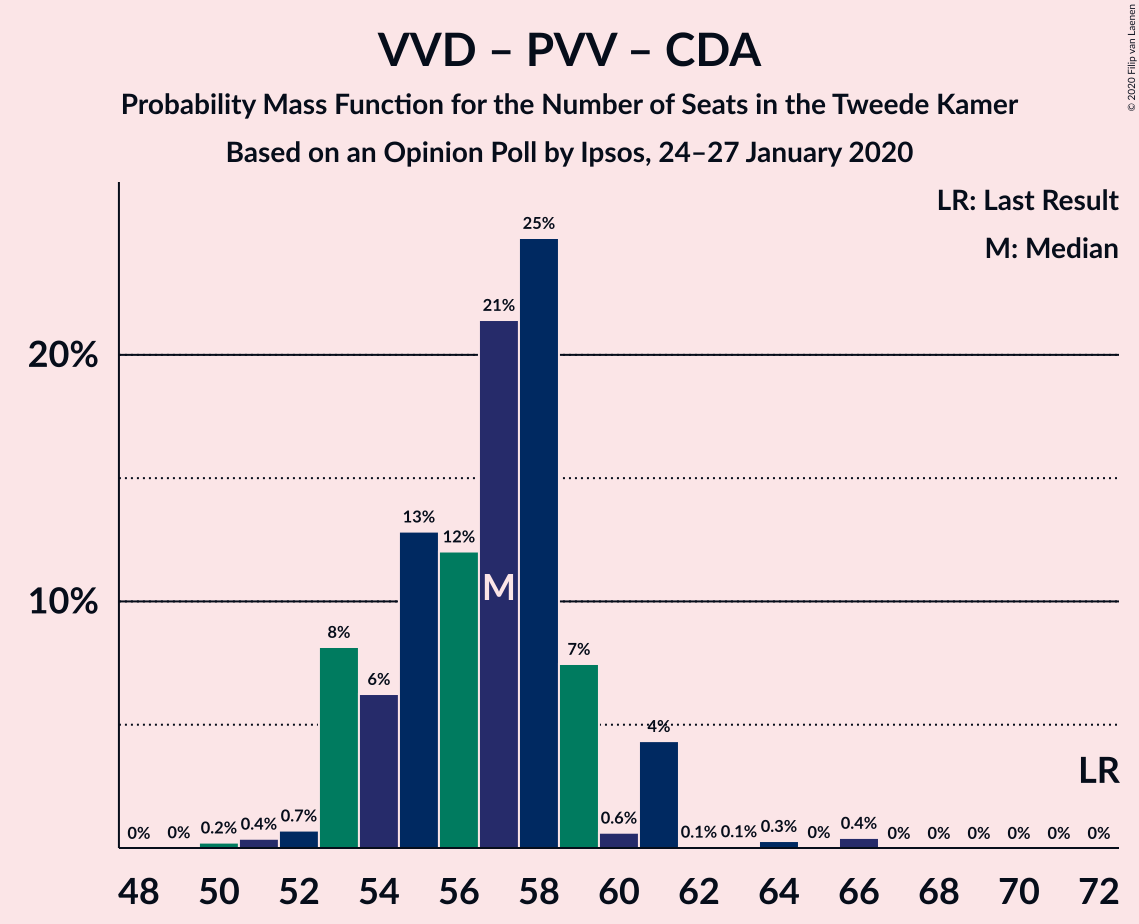 © 2020 Filip van Laenen
VVD – PVV – CDA
Probability Mass Function for the Number of Seats in the Tweede Kamer
Based on an Opinion Poll by Ipsos, 24–27 January 2020
LR: Last Result
M: Median
25%
21%
20%
13%
12%
M
10%
8%
7%
6%
4%
LR
0% 0% 0.2% 0.4% 0.7% 0.6% 0.1% 0.1% 0.3% 0% 0.4% 0% 0% 0% 0% 0% 0%
48 50 52 54 56 58 60 62 64 66 68 70 72